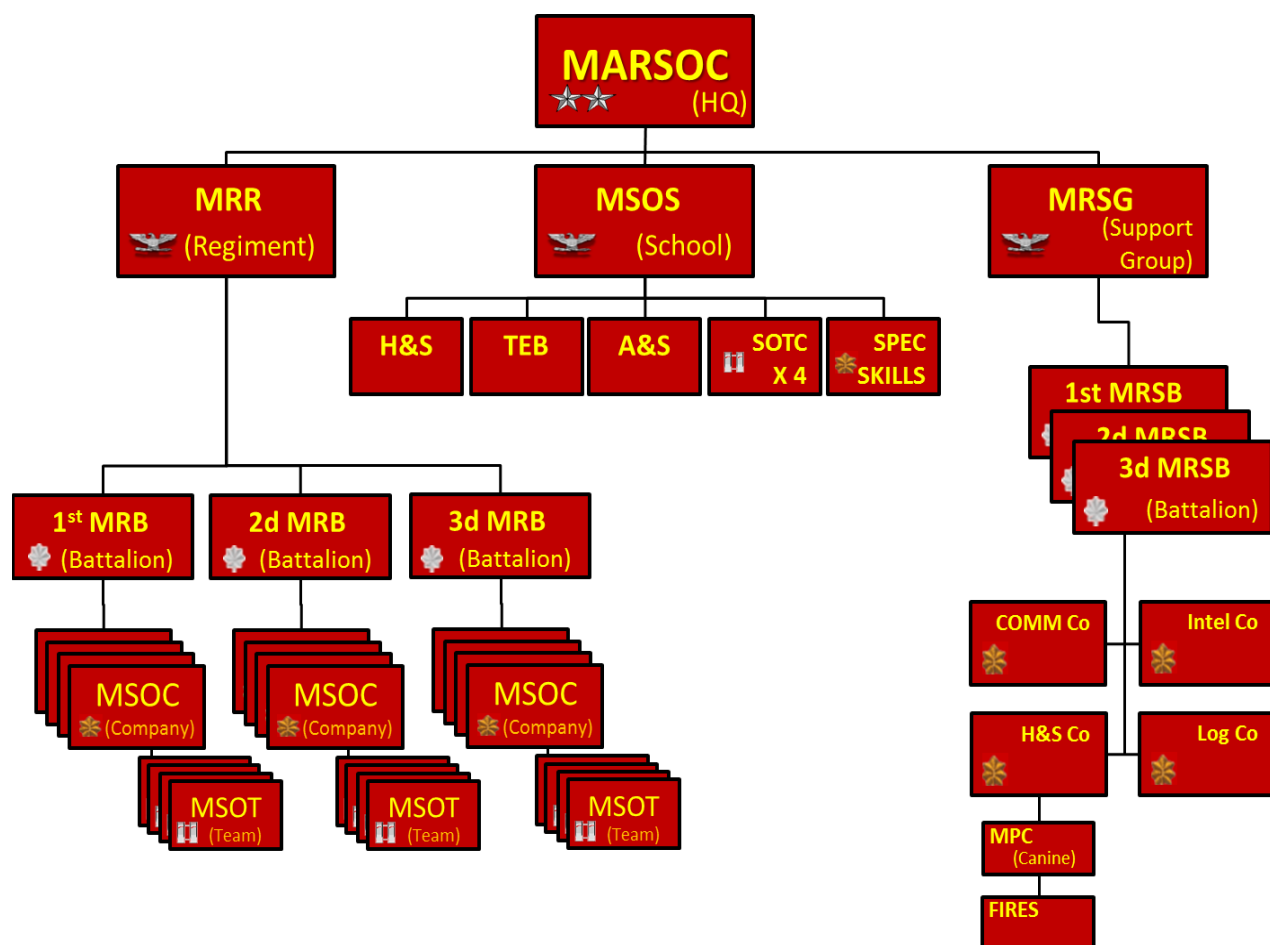 MARSOC
(HQ)
MRR
(Regiment)
MSOS
(School)
MRSG
(Support
Group)
H&S
TEB
A&S
SOTC
X 4
SPEC
SKILLS
1st MRSB
2d MRSB
3d MRSB
(Battalion)
1st MRB
(Battalion)
2d MRB
(Battalion)
3d MRB
(Battalion)
MSOC
(Company)
MSOC
(Company)
MSOC
(Company)
MSOT
(Team)
MSOT
(Team)
MSOT
(Team)
COMM Co
Intel Co
H&S Co
Log Co
MPC
(Canine)
FIRES